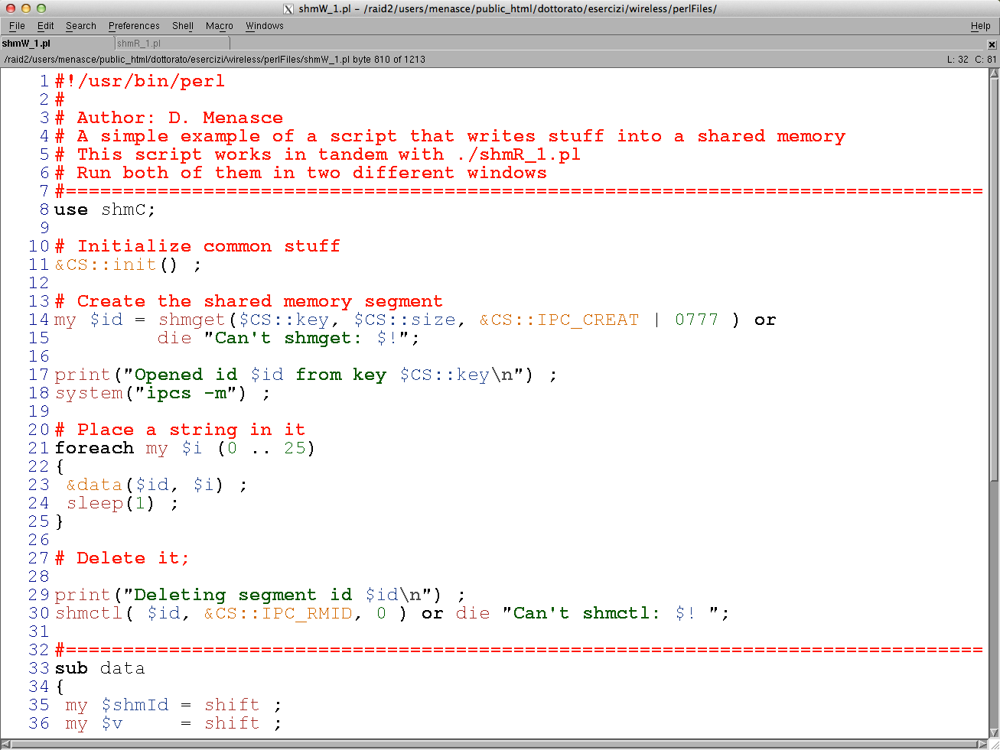 shmW_1.pl - /raid2/users/menasce/public_html/dottorato/esercizi/wireless/perlFiles/
File Edit Search Preferences Shell Macro Windows Help
shmW_1.pl shmR_1.pl
/raid2/users/menasce/public_html/dottorato/esercizi/wireless/perlFiles/shmW_1.pl byte 810 of 1213 L: 32 C: 81
1 #!/usr/bin/perl
2 #
3 # Author: D. Menasce
4 # A simple example of a script that writes stuff into a shared memory
5 # This script works in tandem with ./shmR_1.pl
6 # Run both of them in two different windows
7 #================================================================================
8 use shmC;
9
10 # Initialize common stuff
11 &CS::init() ;
12
13 # Create the shared memory segment
14 my $id = shmget($CS::key, $CS::size, &CS::IPC_CREAT | 0777 ) or
15          die "Can't shmget: $!";
16
17 print("Opened id $id from key $CS::key\n") ;
18 system("ipcs -m") ;
19
20 # Place a string in it
21 foreach my $i (0 .. 25)
22 {
23  &data($id, $i) ;
24  sleep(1) ;
25 }
26
27 # Delete it;
28
29 print("Deleting segment id $id\n") ;
30 shmctl( $id, &CS::IPC_RMID, 0 ) or die "Can't shmctl: $! ";
31
32 #================================================================================
33 sub data
34 {
35  my $shmId = shift ;
36  my $v     = shift ;